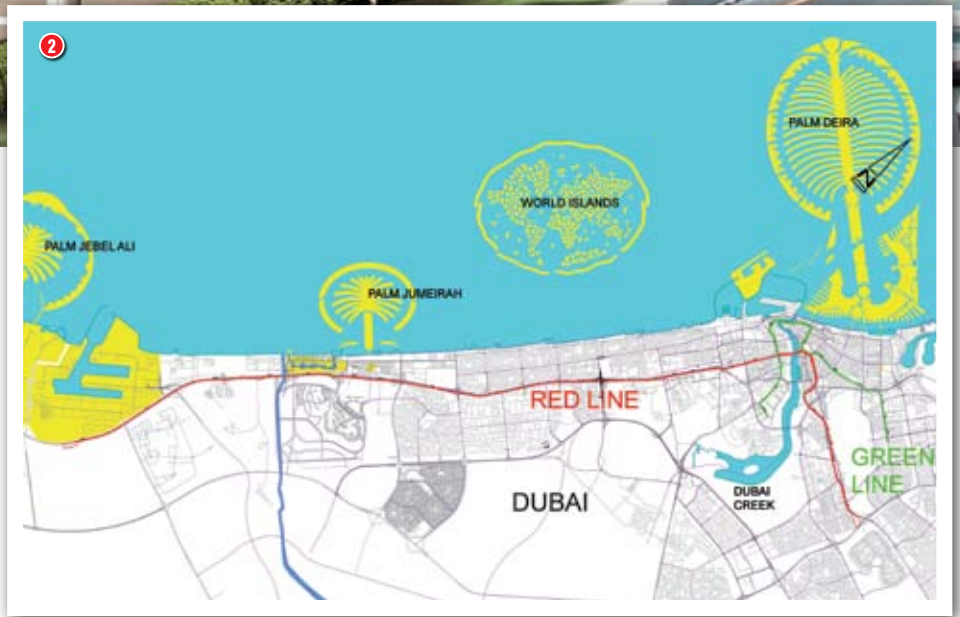 2
PALM DEIRA
N
WORLD ISLANDS
PALM JEBEL ALI
PALM JUMEIRAH
RED LINE
GREEN
LINE
DUBAI
CREEK
DUBAI